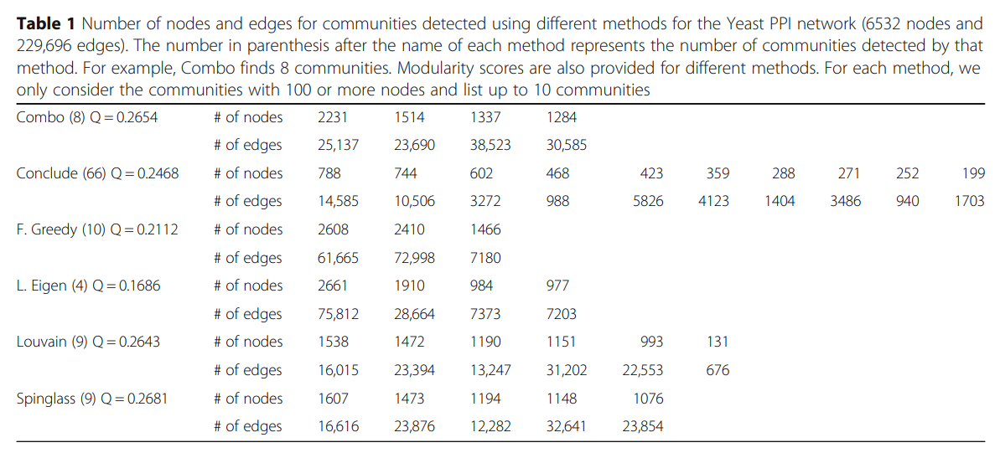 Table 1 Number of nodes and edges for communities detected using different methods for the Yeast PPI network (6532 nodes and
229,696 edges). The number in parenthesis after the name of each method represents the number of communities detected by that
method. For example, Combo finds 8 communities. Modularity scores are also provided for different methods. For each method, we
only consider the communities with 100 or more nodes and list up to 10 communities
Combo (8) Q = 0.2654 # of nodes 2231 1514 1337 1284
# of edges 25,137 23,690 38,523 30,585
Conclude (66) Q = 0.2468 # of nodes 788 744 602 468 423 359 288 271 252 199
# of edges 14,585 10,506 3272 988 5826 4123 1404 3486 940 1703
F. Greedy (10) Q = 0.2112 # of nodes 2608 2410 1466
# of edges 61,665 72,998 7180
L. Eigen (4) Q = 0.1686 # of nodes 2661 1910 984 977
# of edges 75,812 28,664 7373 7203
Louvain (9) Q = 0.2643 # of nodes 1538 1472 1190 1151 993 131
# of edges 16,015 23,394 13,247 31,202 22,553 676
Spinglass (9) Q = 0.2681 # of nodes 1607 1473 1194 1148 1076
# of edges 16,616 23,876 12,282 32,641 23,854